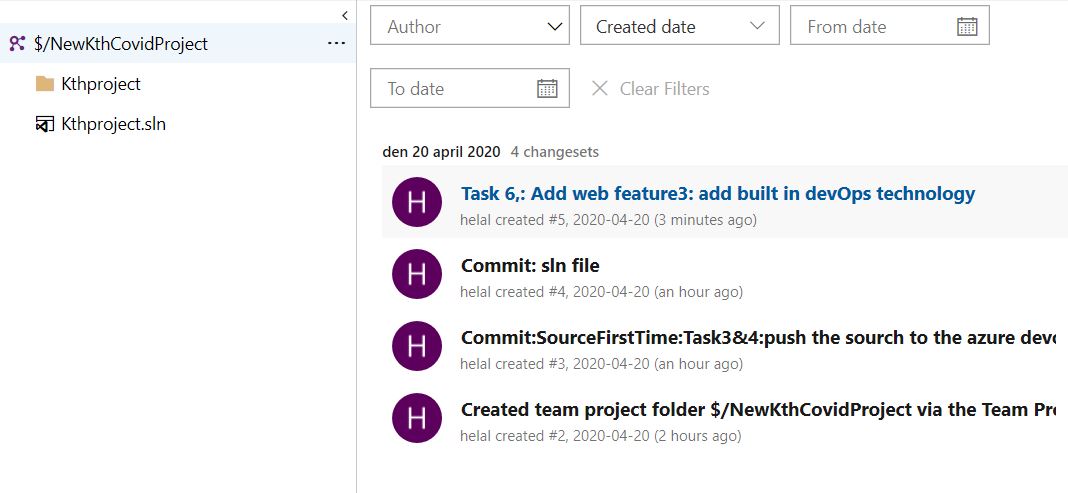 $/NewKthCovidProject
...
Kthproject
Kthproject.sln
Author
Created date
From date
To date
Clear Filters
den 20 april 2020 4 changesets
H
Task 6,: Add web feature3: add built in devOps technology
helal created #5, 2020-04-20 (3 minutes ago)
H
Commit: sln file
helal created #4, 2020-04-20 (an hour ago)
H
Commit:SourceFirstTime:Task3&4:push the sourch to the azure devo
helal created #3, 2020-04-20 (an hour ago)
H
Created team project folder $/NewKthCovidProject via the Team Pro
helal created #2, 2020-04-20 (2 hours ago)